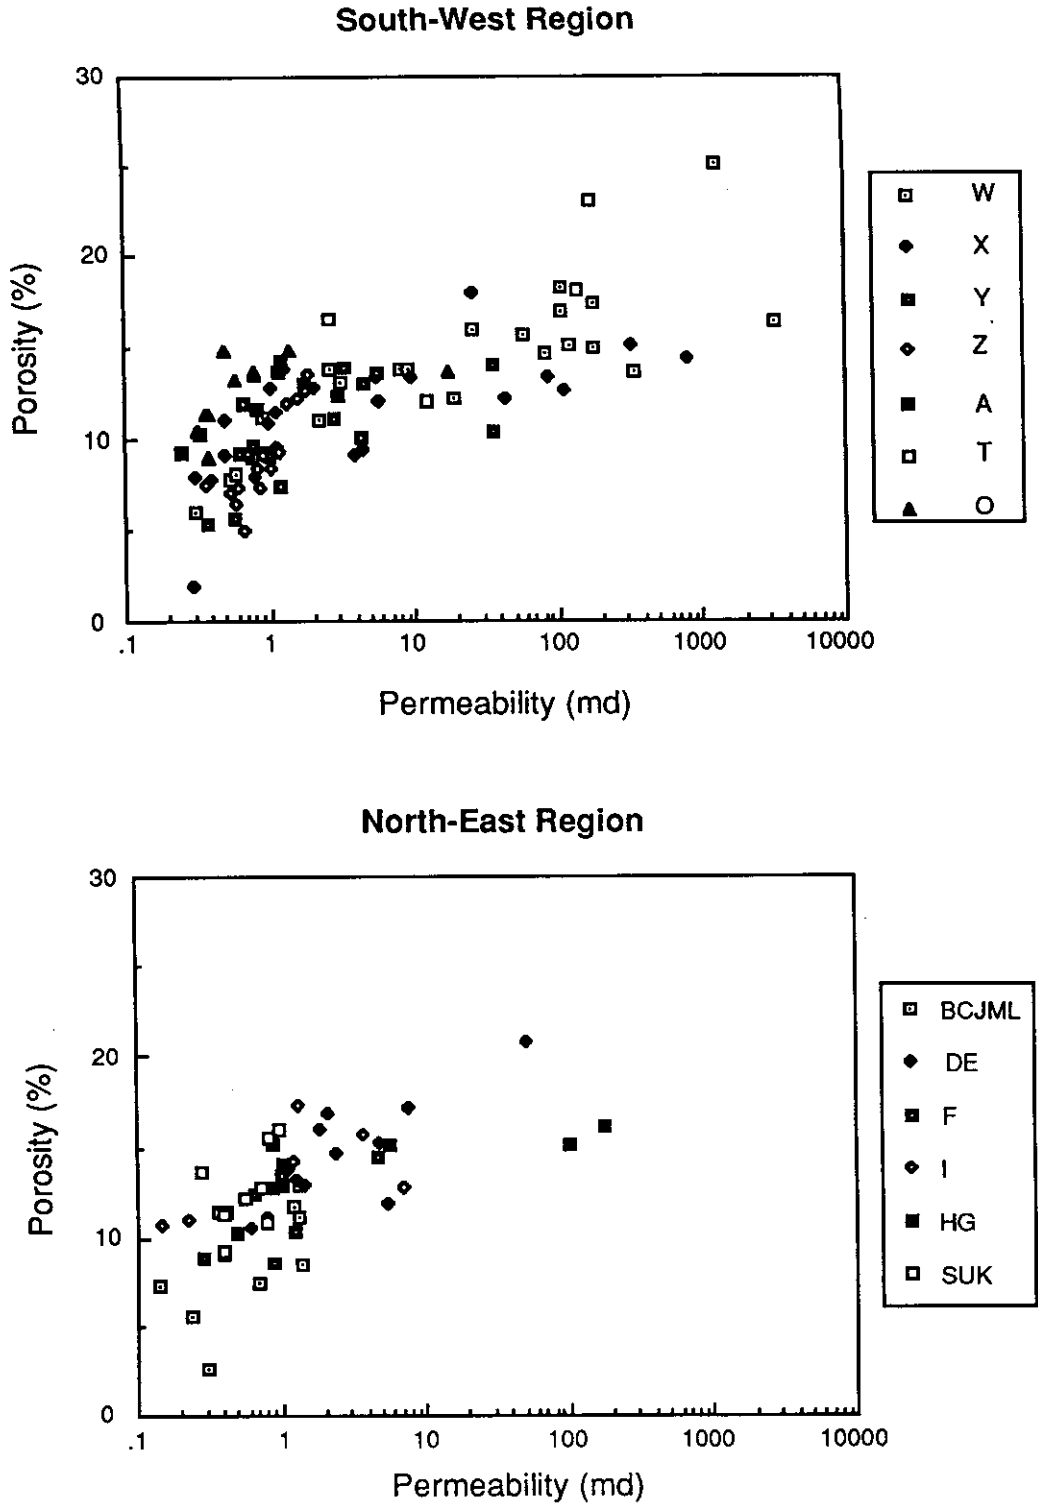 South-West Region
30
20
10
0
Porosity (%)
.1 1 10 100 1000 10000
Permeability (md)
W
X
Y
Z
A
T
O
North-East Region
30
20
10
0
Porosity (%)
.1 1 10 100 1000 10000
Permeability (md)
BCJML
DE
F
I
HG
SUK